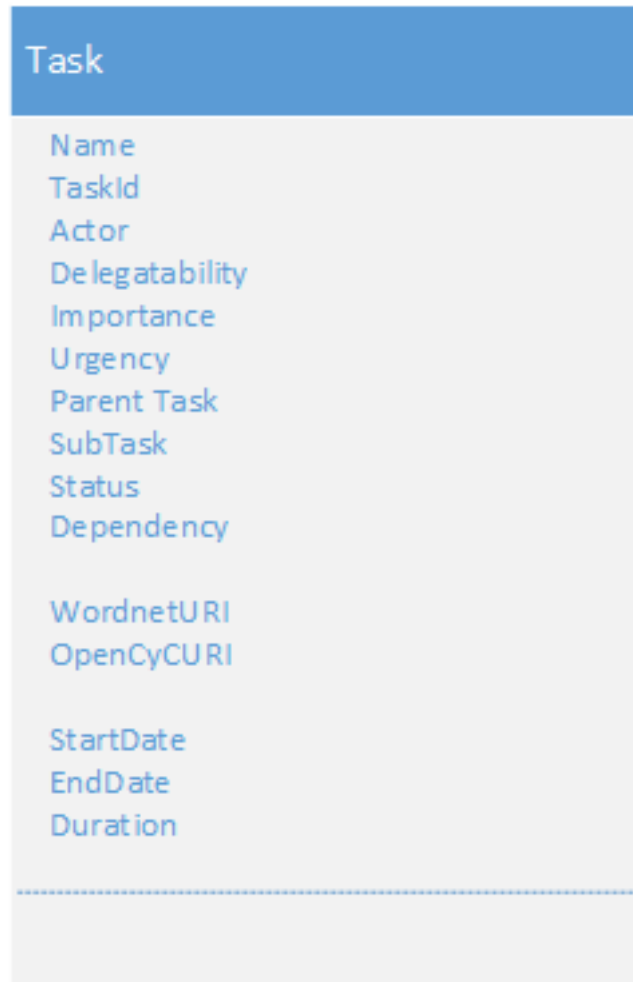 Task
Name
TaskId
Actor
Delegatability
Importance
Urgency
Parent Task
SubTask
Status
Dependency
WordnetURI
OpenCyCURI
StartDate
EndDate
Duration